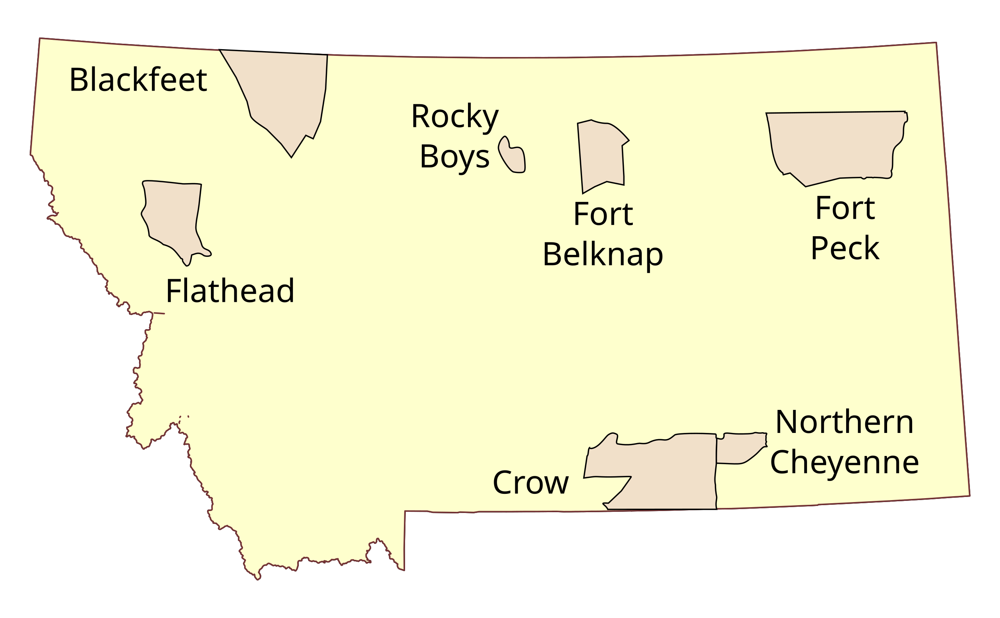 Blackfeet
Rocky
Boys
Fort
Belknap
Fort
Peck
Flathead
Northern
Cheyenne
Crow